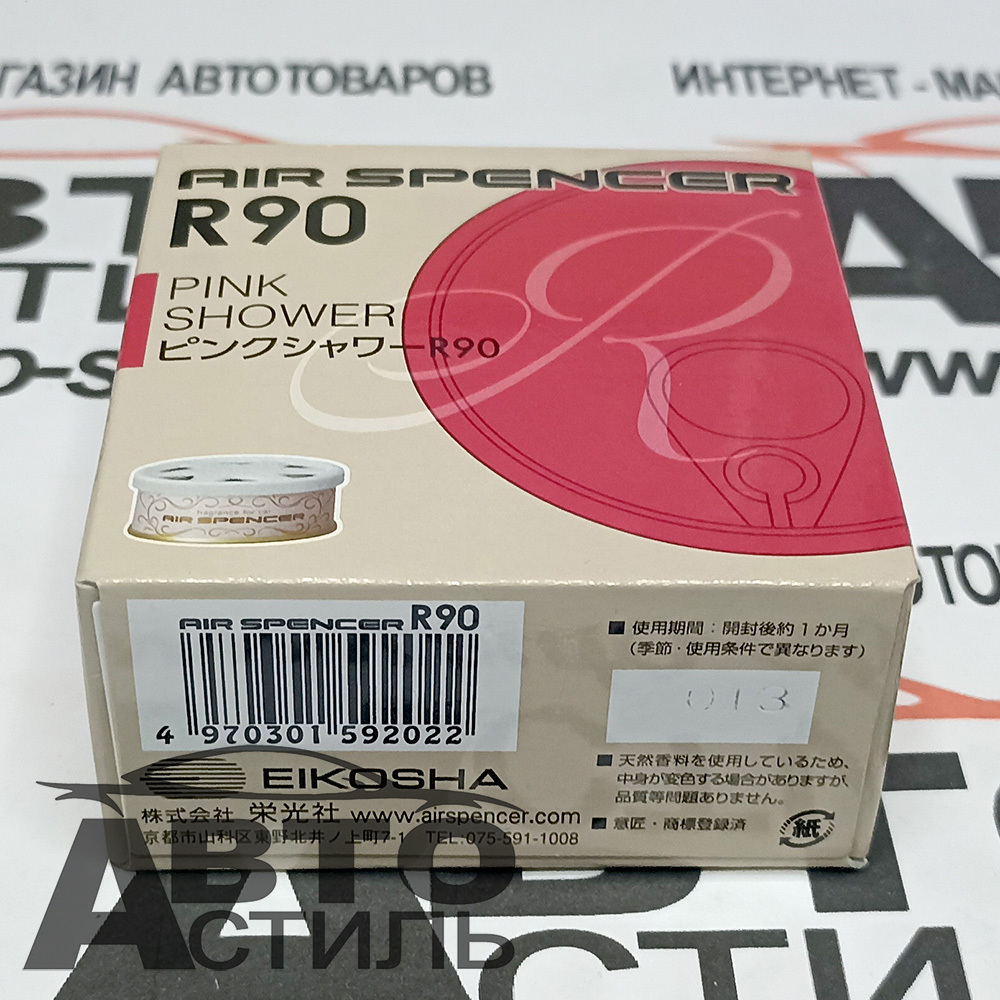 ГАЗИН АВТОТОВАРОВ
ИНТЕРНЕТ - МА
AIR SPENCER
R90
PINK
SHOWER
ピンクシャワーR90
R
fragrance for car
AIR SPENCER
AIR SPENCER R90
4 970301 592022
EIKOSHA
株式会社 栄光社 www.airspencer.com
京都市山科区東野北井ノ上町7-1 TEL:075-591-1008
■ 使用期間：開封後約1か月
(季節・使用条件で異なります)
013
■ 天然香料を使用しているため、
中身が変色する場合がありますが、
品質等問題ありません。
■ 意匠・商標登録済
紙
АВТО
СТИЛЬ